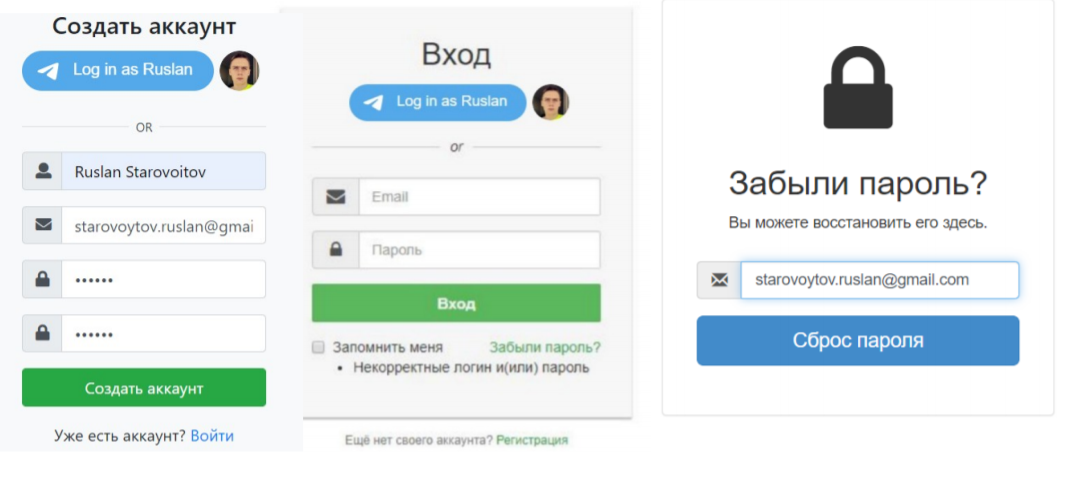 Создать аккаунт
Log in as Ruslan
OR
Ruslan Starovoitov
starovoytov.ruslan@gmai
••••••
••••••
Создать аккаунт
Уже есть аккаунт? Войти
Вход
Log in as Ruslan
or
Email
Пароль
Вход
Запомнить меня Забыли пароль?
• Некорректные логин и(или) пароль
Ещё нет своего аккаунта? Регистрация
Забыли пароль?
Вы можете восстановить его здесь.
starovoytov.ruslan@gmail.com
Сброс пароля